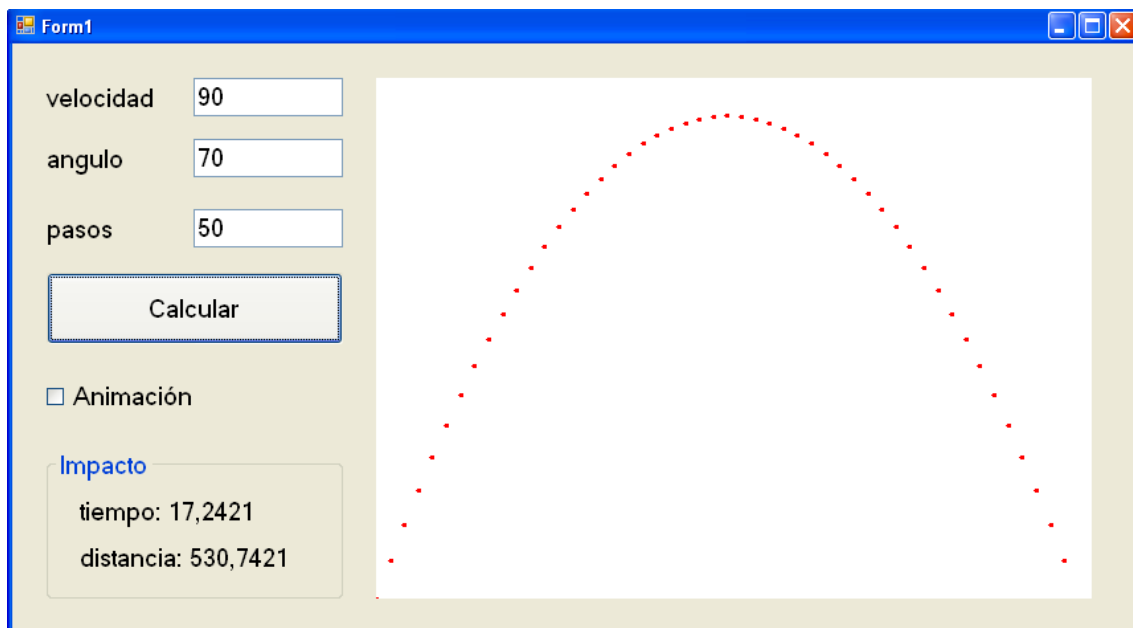 Form1
velocidad 90
angulo 70
pasos 50
Calcular
Animación
Impacto
tiempo: 17,2421
distancia: 530,7421